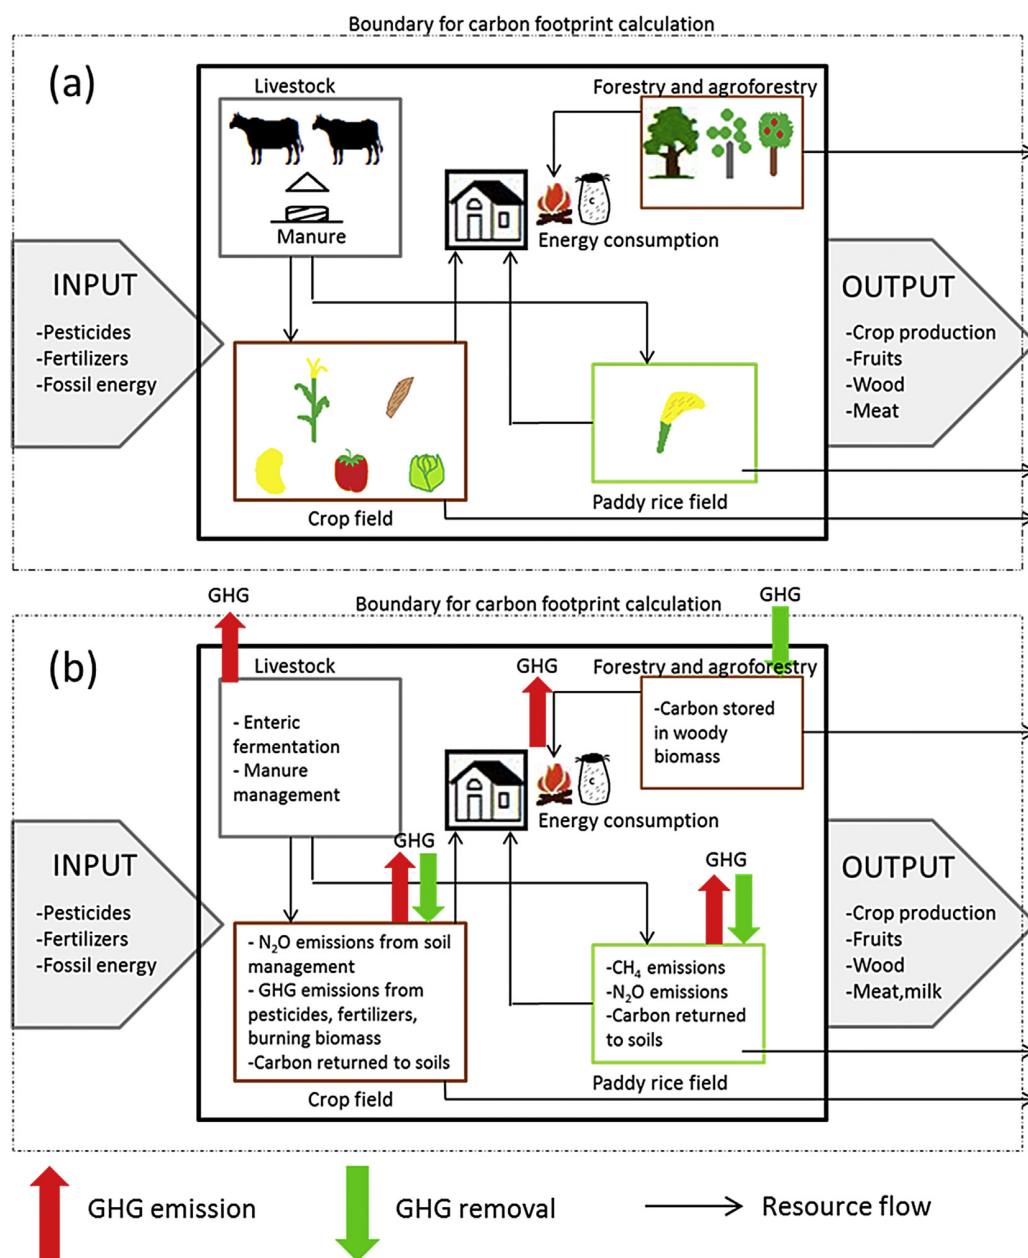 Boundary for carbon footprint calculation
(a)
Livestock
Forestry and agroforestry
Manure
Energy consumption
INPUT
-Pesticides
-Fertilizers
-Fossil energy
OUTPUT
-Crop production
-Fruits
-Wood
-Meat
C
Crop field
Paddy rice field
GHG
Boundary for carbon footprint calculation
GHG
(b)
Livestock
Forestry and agroforestry
GHG
- Enteric
fermentation
- Manure
management
-Carbon stored
in woody
biomass
C
Energy consumption
INPUT
-Pesticides
-Fertilizers
-Fossil energy
GHG
GHG
OUTPUT
-Crop production
-Fruits
-Wood
-Meat,milk
- N₂O emissions from soil
management
- GHG emissions from
pesticides, fertilizers,
burning biomass
-Carbon returned to soils
Crop field
-CH₄ emissions
-N₂O emissions
-Carbon returned
to soils
Paddy rice field
GHG emission
GHG removal
Resource flow